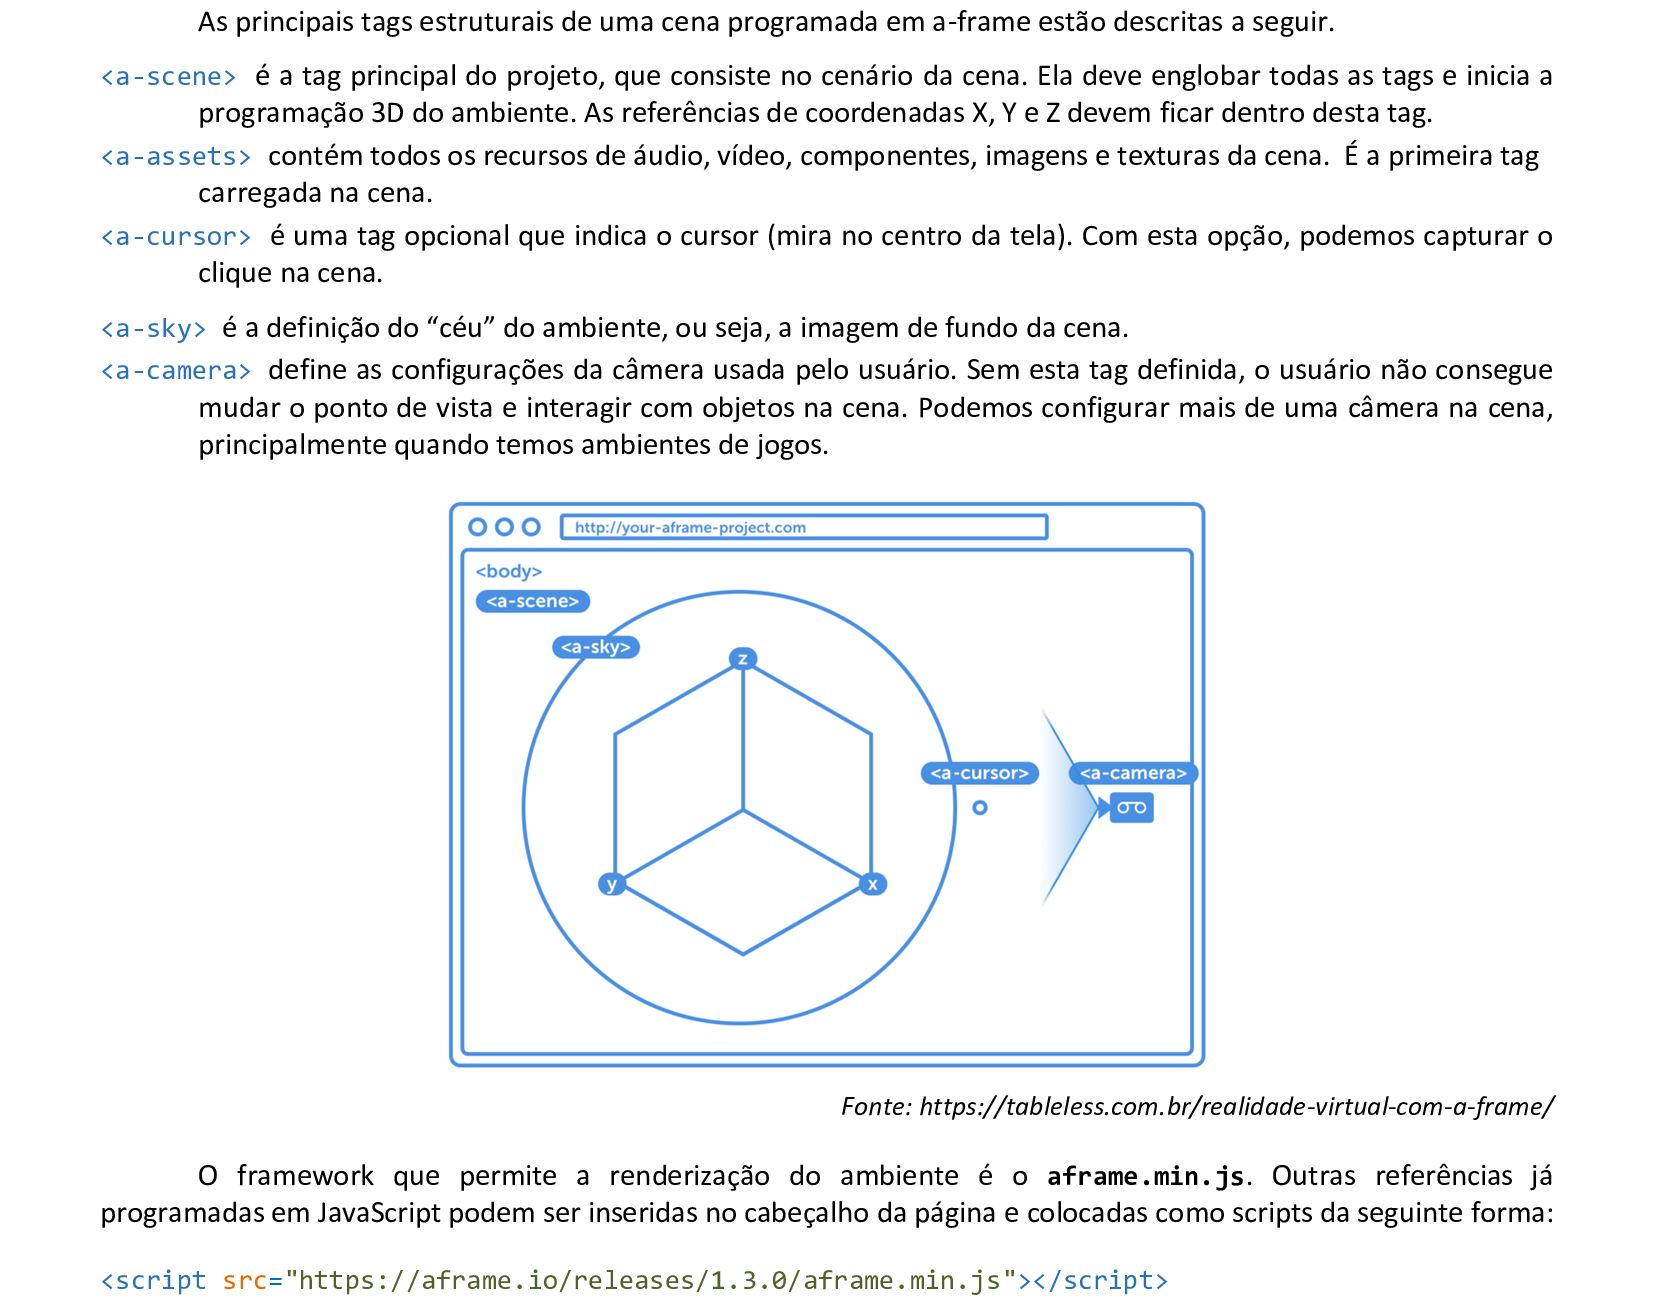 As principais tags estruturais de uma cena programada em a-frame estão descritas a seguir.
<a-scene> é a tag principal do projeto, que consiste no cenário da cena. Ela deve englobar todas as tags e inicia a
programação 3D do ambiente. As referências de coordenadas X, Y e Z devem ficar dentro desta tag.
<a-assets> contém todos os recursos de áudio, vídeo, componentes, imagens e texturas da cena. É a primeira tag
carregada na cena.
<a-cursor> é uma tag opcional que indica o cursor (mira no centro da tela). Com esta opção, podemos capturar o
clique na cena.
<a-sky> é a definição do “céu” do ambiente, ou seja, a imagem de fundo da cena.
<a-camera> define as configurações da câmera usada pelo usuário. Sem esta tag definida, o usuário não consegue
mudar o ponto de vista e interagir com objetos na cena. Podemos configurar mais de uma câmera na cena,
principalmente quando temos ambientes de jogos.
http://your-aframe-project.com
<body>
<a-scene>
<a-sky>
z
<a-cursor>
<a-camera>
y
x
Fonte: https://tableless.com.br/realidade-virtual-com-a-frame/
O framework que permite a renderização do ambiente é o aframe.min.js. Outras referências já
programadas em JavaScript podem ser inseridas no cabeçalho da página e colocadas como scripts da seguinte forma:
<script src="https://aframe.io/releases/1.3.0/aframe.min.js"></script>